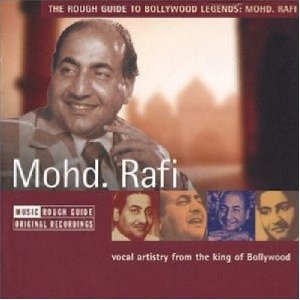 THE ROUGH GUIDE TO BOLLYWOOD LEGENDS: MOHD. RAFI
Mohd. Rafi
MUSIC ROUGH GUIDE
ORIGINAL RECORDINGS
vocal artistry from the king of Bollywood